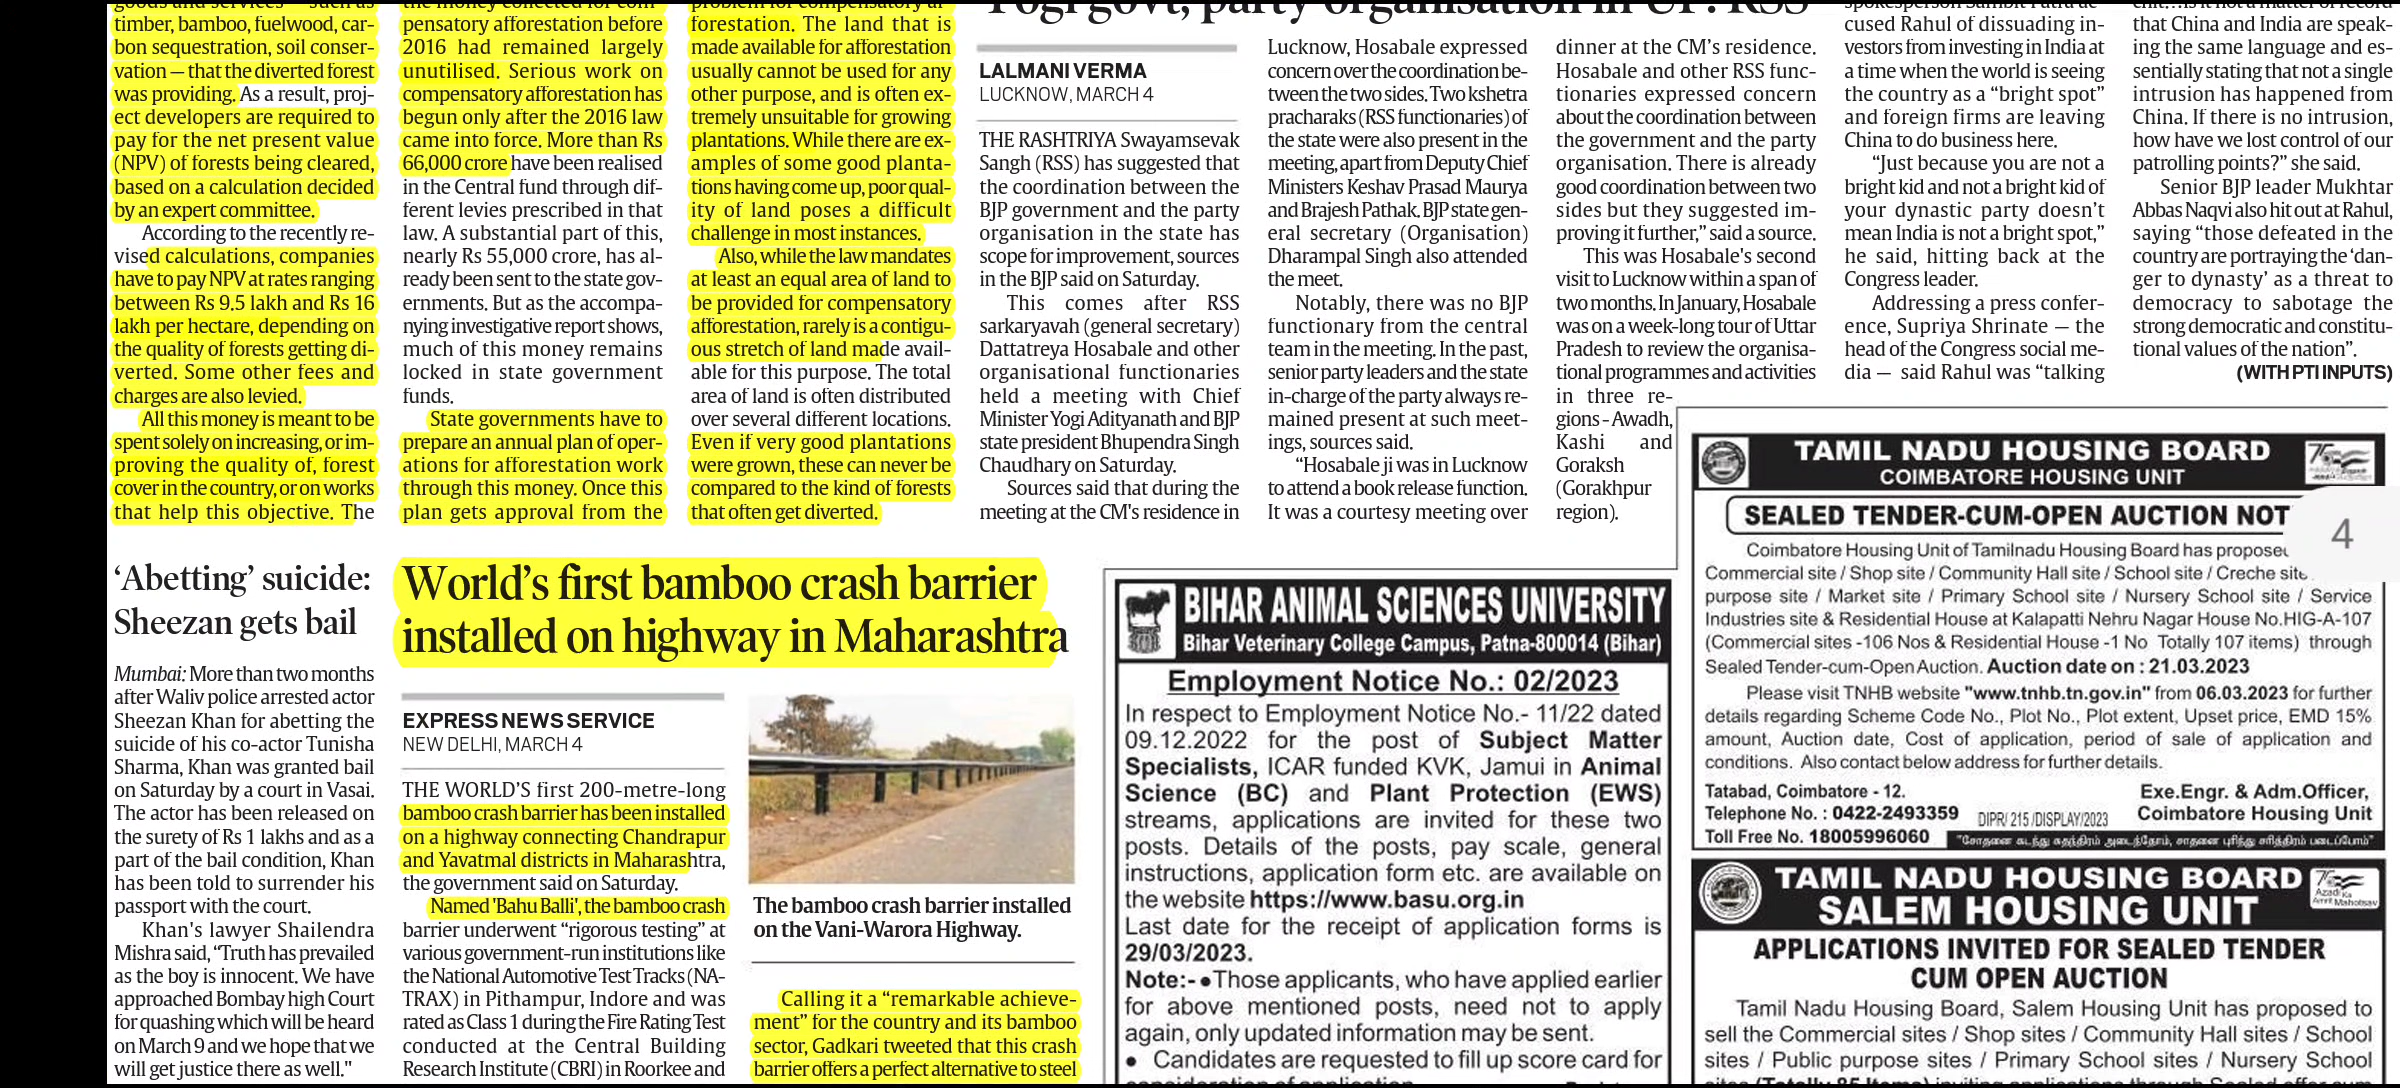 timber, bamboo, fuelwood, car-
bon sequestration, soil conser-
vation — that the diverted forest
was providing. As a result, proj-
ect developers are required to
pay for the net present value
(NPV) of forests being cleared,
based on a calculation decided
by an expert committee.
According to the recently re-
vised calculations, companies
have to pay NPV at rates ranging
between Rs 9.5 lakh and Rs 16
lakh per hectare, depending on
the quality of forests getting di-
verted. Some other fees and
charges are also levied.
All this money is meant to be
spent solely on increasing, or im-
proving the quality of, forest
cover in the country, or on works
that help this objective. The
pensatory afforestation before
2016 had remained largely
unutilised. Serious work on
compensatory afforestation has
begun only after the 2016 law
came into force. More than Rs
66,000 crore have been realised
in the Central fund through dif-
ferent levies prescribed in that
law. A substantial part of this,
nearly Rs 55,000 crore, has al-
ready been sent to the state gov-
ernments. But as the accompa-
nying investigative report shows,
much of this money remains
locked in state government
funds.
State governments have to
prepare an annual plan of oper-
ations for afforestation work
through this money. Once this
plan gets approval from the
forestation. The land that is
made available for afforestation
usually cannot be used for any
other purpose, and is often ex-
tremely unsuitable for growing
plantations. While there are ex-
amples of some good planta-
tions having come up, poor qual-
ity of land poses a difficult
challenge in most instances.
Also, while the law mandates
at least an equal area of land to
be provided for compensatory
afforestation, rarely is a contigu-
ous stretch of land made avail-
able for this purpose. The total
area of land is often distributed
over several different locations.
Even if very good plantations
were grown, these can never be
compared to the kind of forests
that often get diverted.
Yogi govt, party organisation in UP: RSS
LALMANI VERMA
LUCKNOW, MARCH 4
THE RASHTRIYA Swayamsevak
Sangh (RSS) has suggested that
the coordination between the
BJP government and the party
organisation in the state has
scope for improvement, sources
in the BJP said on Saturday.
This comes after RSS
sarkaryavah (general secretary)
Dattatreya Hosabale and other
organisational functionaries
held a meeting with Chief
Minister Yogi Adityanath and BJP
state president Bhupendra Singh
Chaudhary on Saturday.
Sources said that during the
meeting at the CM's residence in
Lucknow, Hosabale expressed
concern over the coordination be-
tween the two sides. Two kshetra
pracharaks (RSS functionaries) of
the state were also present in the
meeting, apart from Deputy Chief
Ministers Keshav Prasad Maurya
and Brajesh Pathak. BJP state gen-
eral secretary (Organisation)
Dharampal Singh also attended
the meet.
Notably, there was no BJP
functionary from the central
team in the meeting. In the past,
senior party leaders and the state
in-charge of the party always re-
mained present at such meet-
ings, sources said.
“Hosabale ji was in Lucknow
to attend a book release function.
It was a courtesy meeting over
dinner at the CM’s residence.
Hosabale and other RSS func-
tionaries expressed concern
about the coordination between
the government and the party
organisation. There is already
good coordination between two
sides but they suggested im-
proving it further,” said a source.
This was Hosabale's second
visit to Lucknow within a span of
two months. In January, Hosabale
was on a week-long tour of Uttar
Pradesh to review the organisa-
tional programmes and activities
in three re-
gions - Awadh,
Kashi and
Goraksh
(Gorakhpur
region).
cused Rahul of dissuading in-
vestors from investing in India at
a time when the world is seeing
the country as a “bright spot”
and foreign firms are leaving
China to do business here.
“Just because you are not a
bright kid and not a bright kid of
your dynastic party doesn’t
mean India is not a bright spot,”
he said, hitting back at the
Congress leader.
Addressing a press confer-
ence, Supriya Shrinate — the
head of the Congress social me-
dia — said Rahul was “talking
that China and India are speak-
ing the same language and es-
sentially stating that not a single
intrusion has happened from
China. If there is no intrusion,
how have we lost control of our
patrolling points?” she said.
Senior BJP leader Mukhtar
Abbas Naqvi also hit out at Rahul,
saying “those defeated in the
country are portraying the ‘dan-
ger to dynasty’ as a threat to
democracy to sabotage the
strong democratic and constitu-
tional values of the nation”.
(WITH PTI INPUTS)
‘Abetting’ suicide:
Sheezan gets bail
Mumbai: More than two months
after Waliv police arrested actor
Sheezan Khan for abetting the
suicide of his co-actor Tunisha
Sharma, Khan was granted bail
on Saturday by a court in Vasai.
The actor has been released on
the surety of Rs 1 lakhs and as a
part of the bail condition, Khan
has been told to surrender his
passport with the court.
Khan's lawyer Shailendra
Mishra said, “Truth has prevailed
as the boy is innocent. We have
approached Bombay high Court
for quashing which will be heard
on March 9 and we hope that we
will get justice there as well."
World’s first bamboo crash barrier
installed on highway in Maharashtra
EXPRESS NEWS SERVICE
NEW DELHI, MARCH 4
THE WORLD’S first 200-metre-long
bamboo crash barrier has been installed
on a highway connecting Chandrapur
and Yavatmal districts in Maharashtra,
the government said on Saturday.
Named 'Bahu Balli', the bamboo crash
barrier underwent “rigorous testing” at
various government-run institutions like
the National Automotive Test Tracks (NA-
TRAX) in Pithampur, Indore and was
rated as Class 1 during the Fire Rating Test
conducted at the Central Building
Research Institute (CBRI) in Roorkee and
The bamboo crash barrier installed
on the Vani-Warora Highway.
Calling it a “remarkable achieve-
ment” for the country and its bamboo
sector, Gadkari tweeted that this crash
barrier offers a perfect alternative to steel
BIHAR ANIMAL SCIENCES UNIVERSITY
Bihar Veterinary College Campus, Patna-800014 (Bihar)
Employment Notice No.: 02/2023
In respect to Employment Notice No.- 11/22 dated
09.12.2022 for the post of Subject Matter
Specialists, ICAR funded KVK, Jamui in Animal
Science (BC) and Plant Protection (EWS)
streams, applications are invited for these two
posts. Details of the posts, pay scale, general
instructions, application form etc. are available on
the website https://www.basu.org.in
Last date for the receipt of application forms is
29/03/2023.
Note:- • Those applicants, who have applied earlier
for above mentioned posts, need not to apply
again, only updated information may be sent.
• Candidates are requested to fill up score card for
TAMIL NADU HOUSING BOARD
COIMBATORE HOUSING UNIT
SEALED TENDER-CUM-OPEN AUCTION NOT
4
Coimbatore Housing Unit of Tamilnadu Housing Board has propose
Commercial site / Shop site / Community Hall site / School site / Creche site
purpose site / Market site / Primary School site / Nursery School site / Service
Industries site & Residential House at Kalapatti Nehru Nagar House No.HIG-A-107
(Commercial sites -106 Nos & Residential House -1 No Totally 107 items) through
Sealed Tender-cum-Open Auction. Auction date on : 21.03.2023
Please visit TNHB website "www.tnhb.tn.gov.in" from 06.03.2023 for further
details regarding Scheme Code No., Plot No., Plot extent, Upset price, EMD 15%
amount, Auction date, Cost of application, period of sale of application and
conditions. Also contact below address for further details.
Tatabad, Coimbatore - 12.
Telephone No. : 0422-2493359
Toll Free No. 18005996060
DIPR/ 215 /DISPLAY/2023
Exe.Engr. & Adm.Officer,
Coimbatore Housing Unit
TAMIL NADU HOUSING BOARD
SALEM HOUSING UNIT
Azadi Ka
Amrit Mahotsav
APPLICATIONS INVITED FOR SEALED TENDER
CUM OPEN AUCTION
Tamil Nadu Housing Board, Salem Housing Unit has proposed to
sell the Commercial sites / Shop sites / Community Hall sites / School
sites / Public purpose sites / Primary School sites / Nursery School